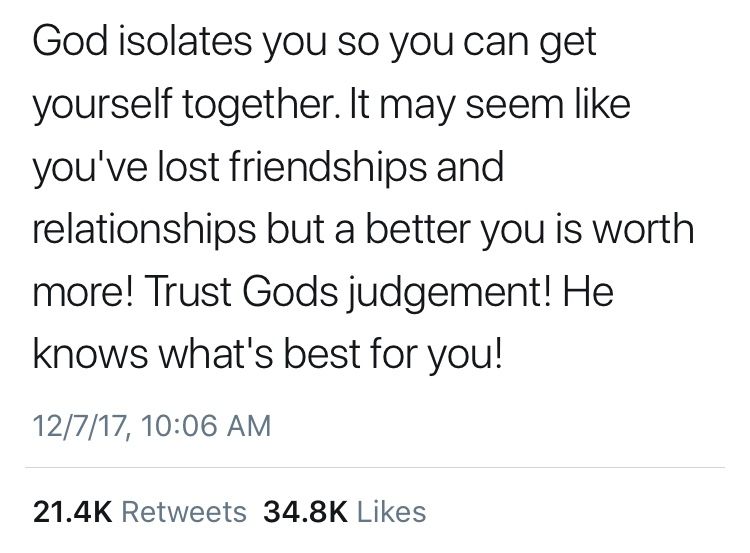 God isolates you so you can get
yourself together. It may seem like
you've lost friendships and
relationships but a better you is worth
more! Trust Gods judgement! He
knows what's best for you!
12/7/17, 10:06 AM
21.4K Retweets 34.8K Likes